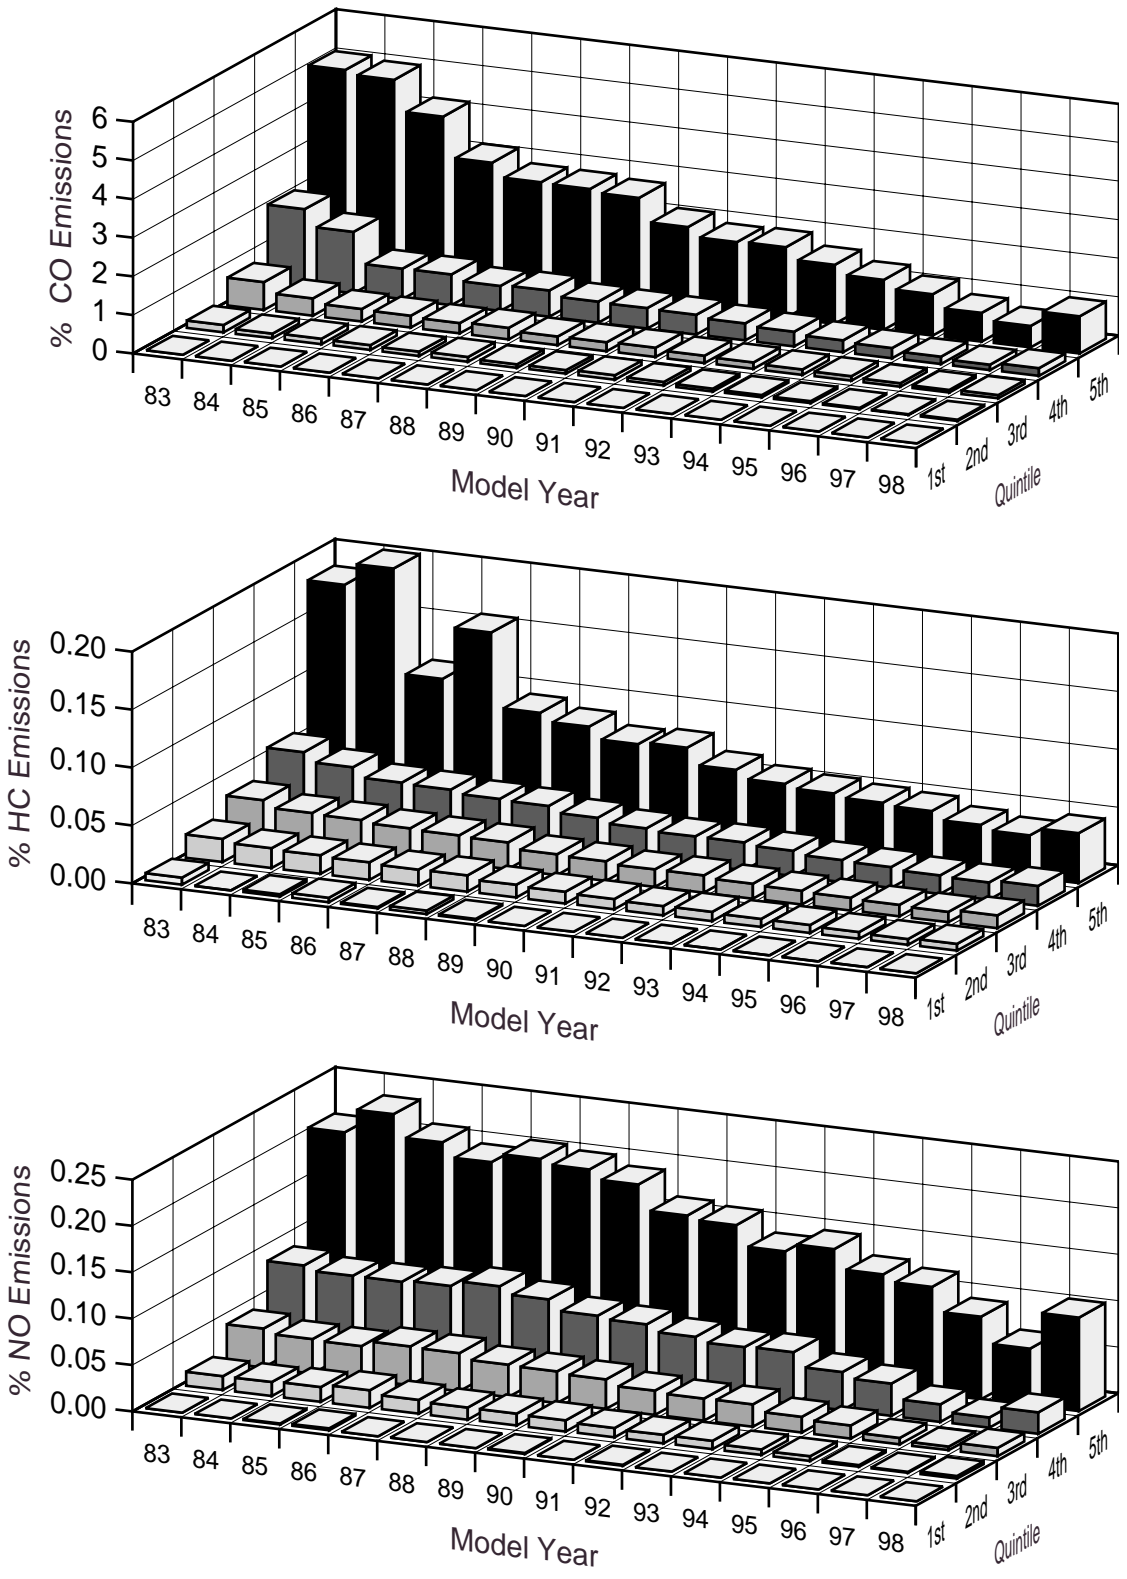 6
5
4
3
2
1
0
% CO Emissions
83 84 85 86 87 88 89 90 91 92 93 94 95 96 97 98
1st 2nd 3rd 4th 5th
Model Year
Quintile
0.20
0.15
0.10
0.05
0.00
% HC Emissions
83 84 85 86 87 88 89 90 91 92 93 94 95 96 97 98
1st 2nd 3rd 4th 5th
Model Year
Quintile
0.25
0.20
0.15
0.10
0.05
0.00
% NO Emissions
83 84 85 86 87 88 89 90 91 92 93 94 95 96 97 98
1st 2nd 3rd 4th 5th
Model Year
Quintile